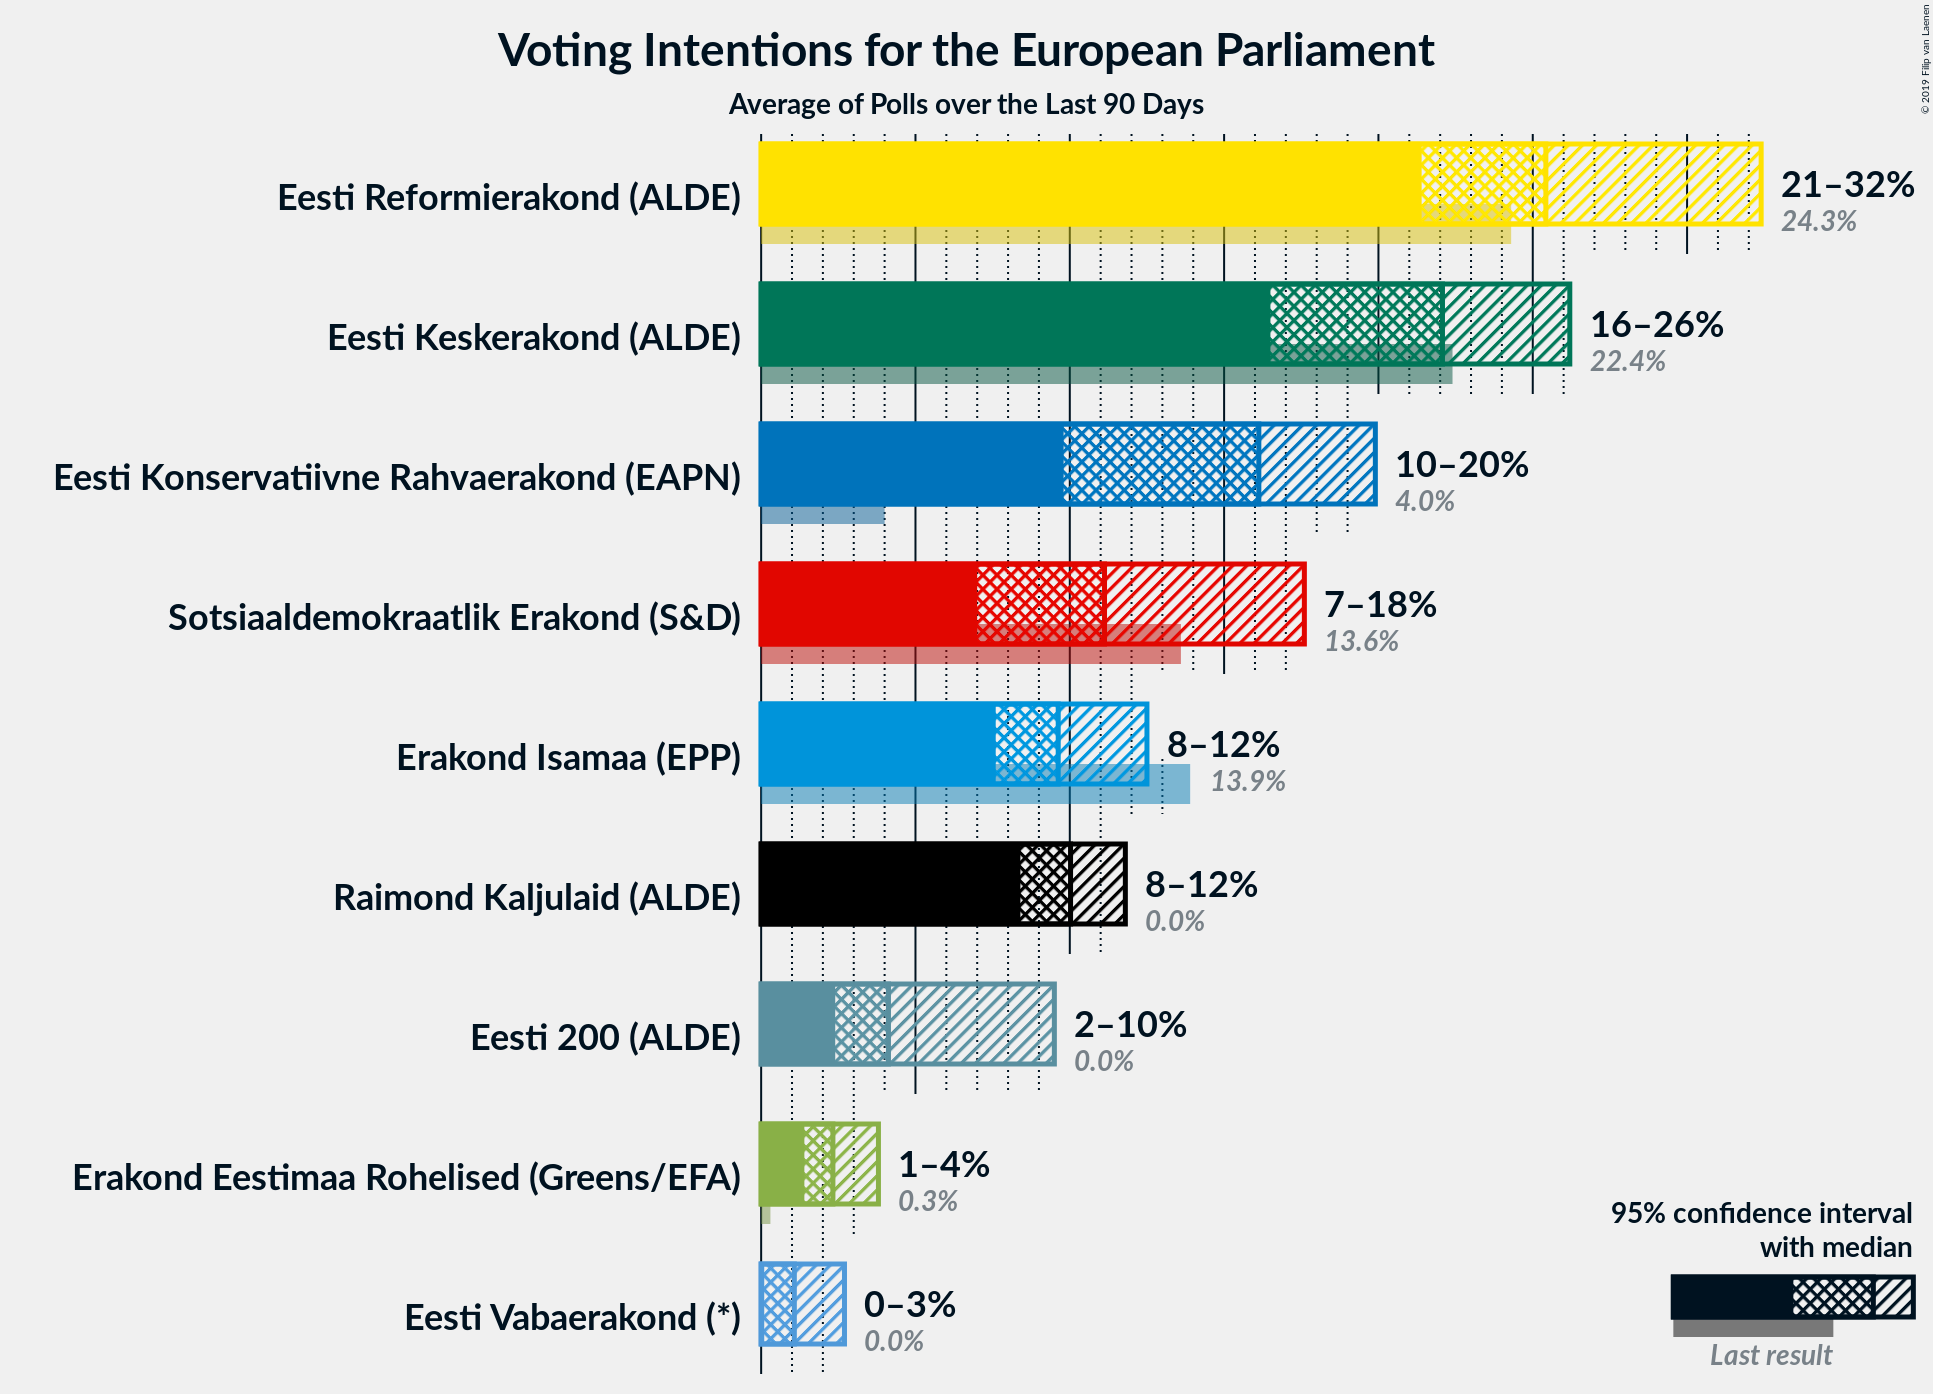 Voting Intentions for the European Parliament
Average of Polls over the Last 90 Days
© 2019 Filip van Laenen
Eesti Reformierakond (ALDE)
21–32%
24.3%
Eesti Keskerakond (ALDE)
16–26%
22.4%
Eesti Konservatiivne Rahvaerakond (EAPN)
10–20%
4.0%
Sotsiaaldemokraatlik Erakond (S&D)
7–18%
13.6%
Erakond Isamaa (EPP)
8–12%
13.9%
Raimond Kaljulaid (ALDE)
8–12%
0.0%
Eesti 200 (ALDE)
2–10%
0.0%
Erakond Eestimaa Rohelised (Greens/EFA)
1–4%
0.3%
Eesti Vabaerakond (*)
0–3%
0.0%
95% confidence interval
with median
Last result